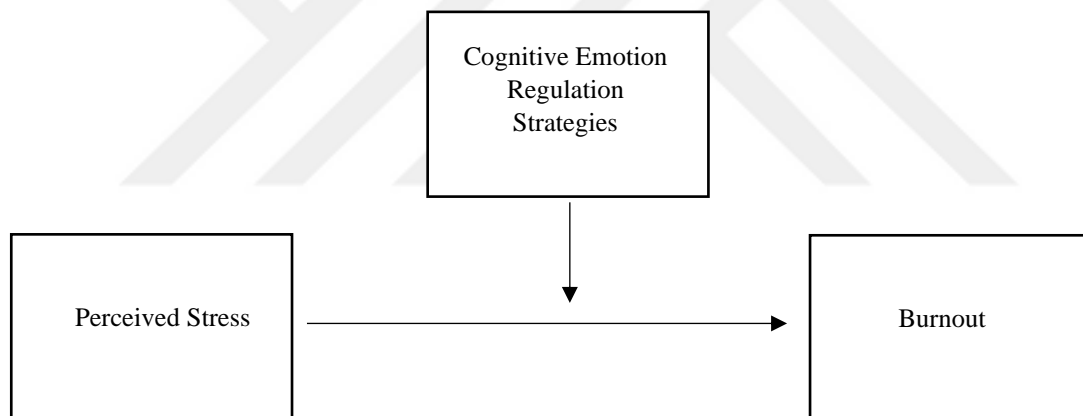 Cognitive Emotion
Regulation
Strategies
Perceived Stress
Burnout